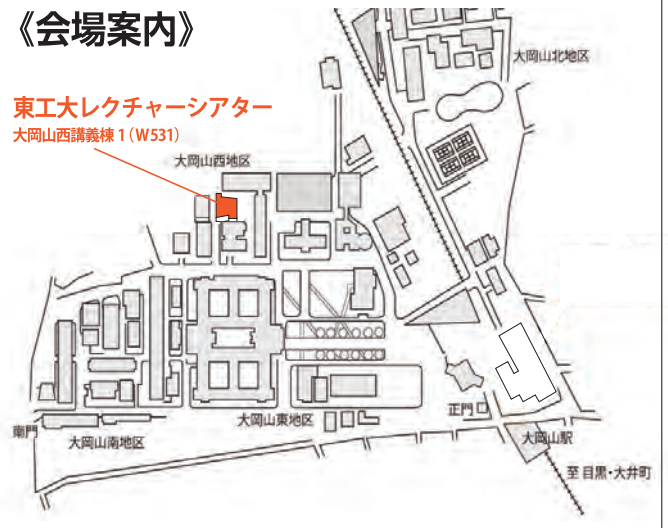 《会場案内》
大岡山北地区
東工大レクチャーシアター
大岡山西講義棟1(W531)
大岡山西地区
正門
大岡山東地区
南門
大岡山南地区
大岡山駅
至 目黒・大井町